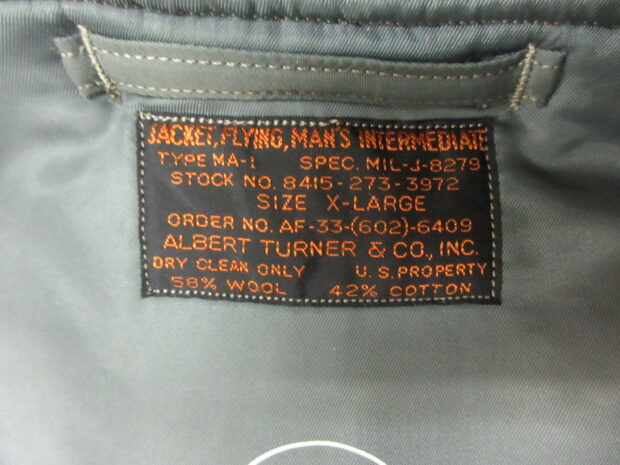 JACKET, FLYING, MAN'S INTERMEDIATE
TYPE MA-1 SPEC. MIL-J-8279
STOCK NO. 8415-273-3972
SIZE X-LARGE
ORDER NO. AF-33-(602)-6409
ALBERT TURNER & CO., INC.
DRY CLEAN ONLY U.S. PROPERTY
58% WOOL 42% COTTON